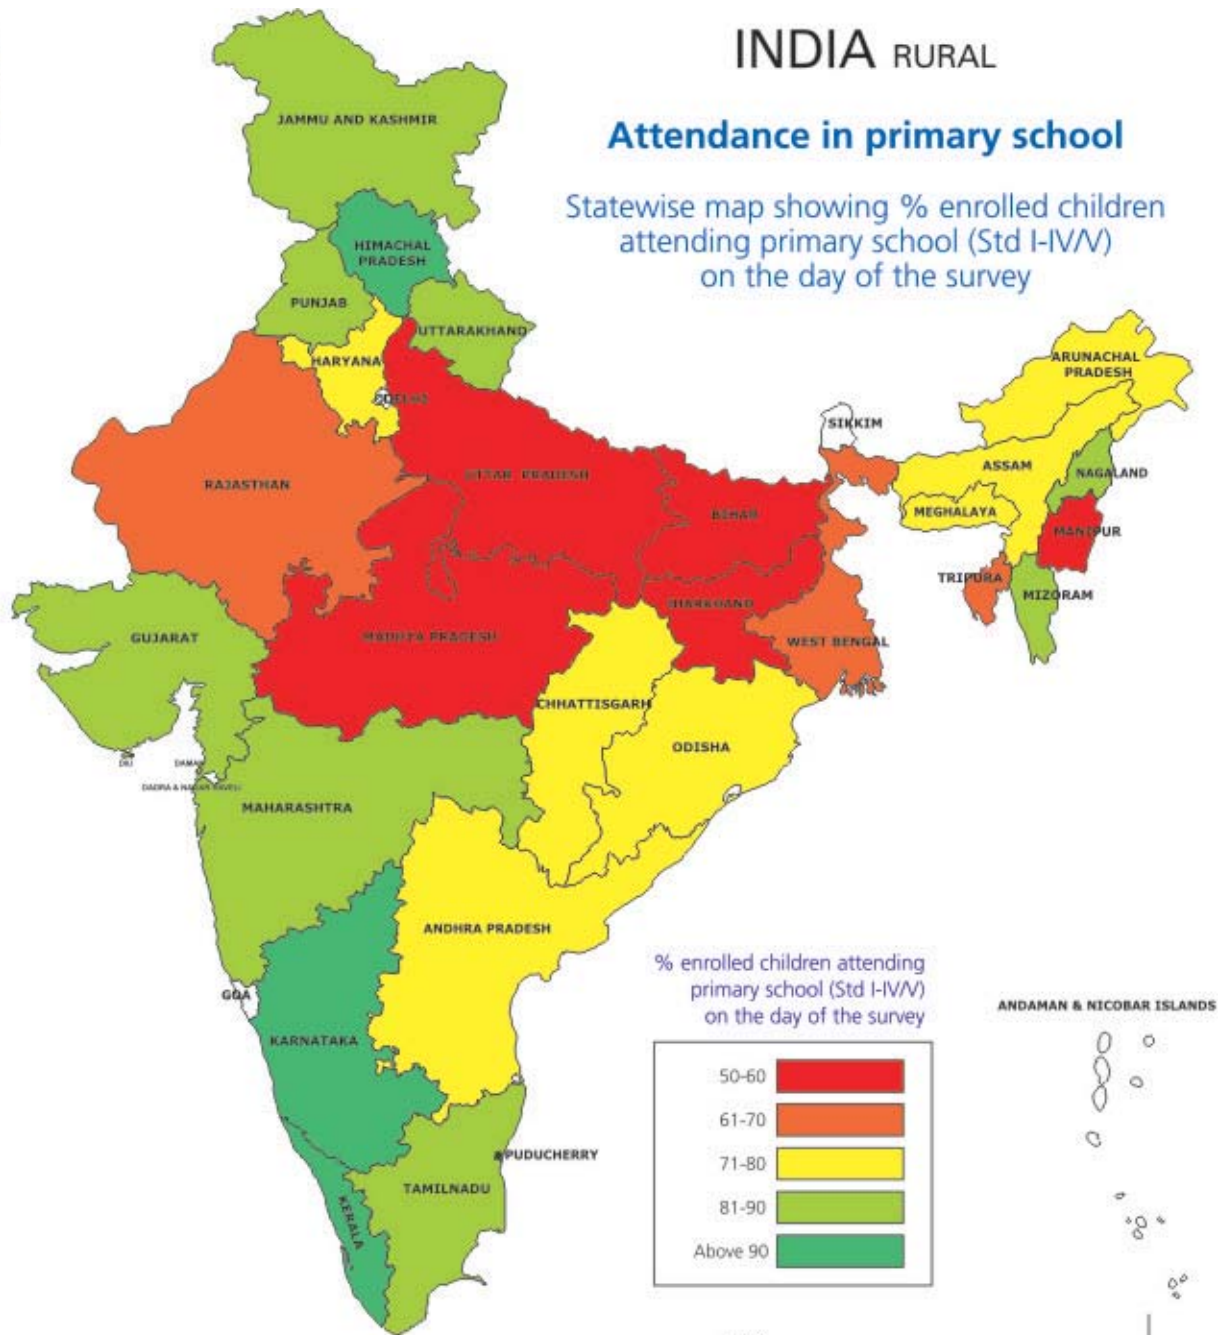 INDIA RURAL
Attendance in primary school
Statewise map showing % enrolled children
attending primary school (Std I-IV/V)
on the day of the survey
JAMMU AND KASHMIR
HIMACHAL
PRADESH
PUNJAB
UTTARAKHAND
HARYANA
DELHI
ARUNACHAL
PRADESH
SIKKIM
RAJASTHAN
UTTAR PRADESH
ASSAM
NAGALAND
BIHAR
MEGHALAYA
MANIPUR
TRIPURA
MIZORAM
JHARKHAND
GUJARAT
MADHYA PRADESH
WEST BENGAL
CHHATTISGARH
ODISHA
DIU
DAMAN
DADRA & NAGAR HAVELI
MAHARASHTRA
ANDHRA PRADESH
GOA
KARNATAKA
PUDUCHERRY
TAMILNADU
KERALA
% enrolled children attending
primary school (Std I-IV/V)
on the day of the survey
50-60
61-70
71-80
81-90
Above 90
ANDAMAN & NICOBAR ISLANDS